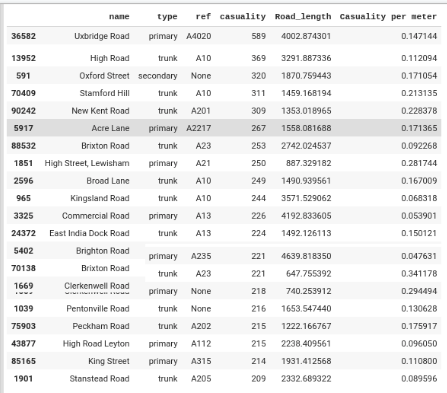 name type ref casuality Road_length Casuality per meter
36582 Uxbridge Road primary A4020 589 4002.874301 0.147144
13952 High Road trunk A10 369 3291.887336 0.112094
591 Oxford Street secondary None 320 1870.759443 0.171054
70409 Stamford Hill trunk A10 311 1459.168194 0.213135
90242 New Kent Road trunk A201 309 1353.018965 0.228378
5917 Acre Lane primary A2217 267 1558.081688 0.171365
88532 Brixton Road trunk A23 253 2742.024537 0.092268
1851 High Street, Lewisham primary A21 250 887.329182 0.281744
2596 Broad Lane trunk A10 249 1490.939561 0.167009
965 Kingsland Road trunk A10 244 3571.529062 0.068318
3325 Commercial Road primary A13 226 4192.833605 0.053901
24372 East India Dock Road trunk A13 224 1492.126113 0.150121
5402 Brighton Road primary A235 221 4639.818350 0.047631
70138 Brixton Road trunk A23 221 647.755392 0.341178
1669 Clerkenwell Road primary None 218 740.253912 0.294494
1039 Pentonville Road trunk None 216 1653.547440 0.130628
75903 Peckham Road trunk A202 215 1222.166767 0.175917
43877 High Road Leyton primary A112 215 2238.409561 0.096050
85165 King Street primary A315 214 1931.412568 0.110800
1901 Stanstead Road trunk A205 209 2332.689322 0.089596